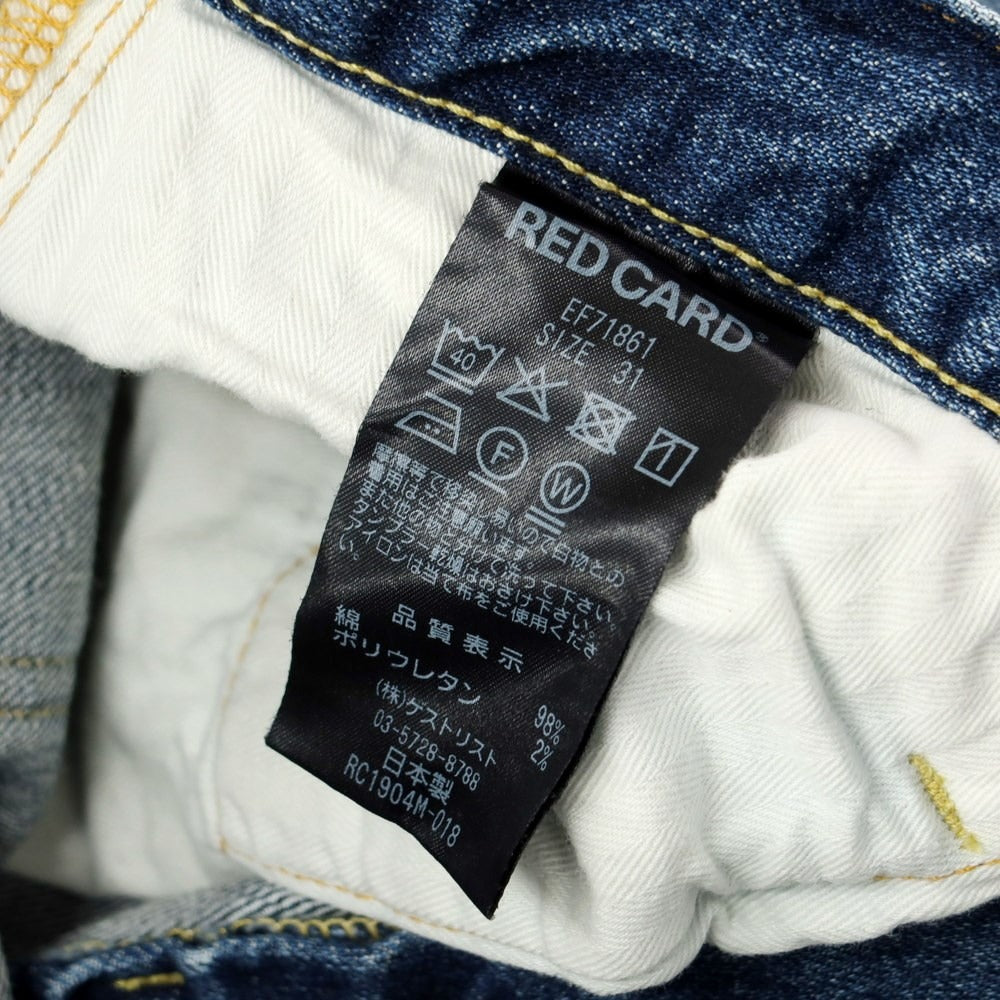 RED CARD®
EF71861
SIZE 31
40
F
W
摩擦等で移染し易いので白物との
着用はご注意願います。
また他の物と分けて洗って下さい。
タンブラー乾燥はおさけ下さい。
アイロンは当て布をご使用くださ
い。
品質表示
綿 98%
ポリウレタン 2%
(株)ゲストリスト
03-5728-8788
日本製
RC1904M-018